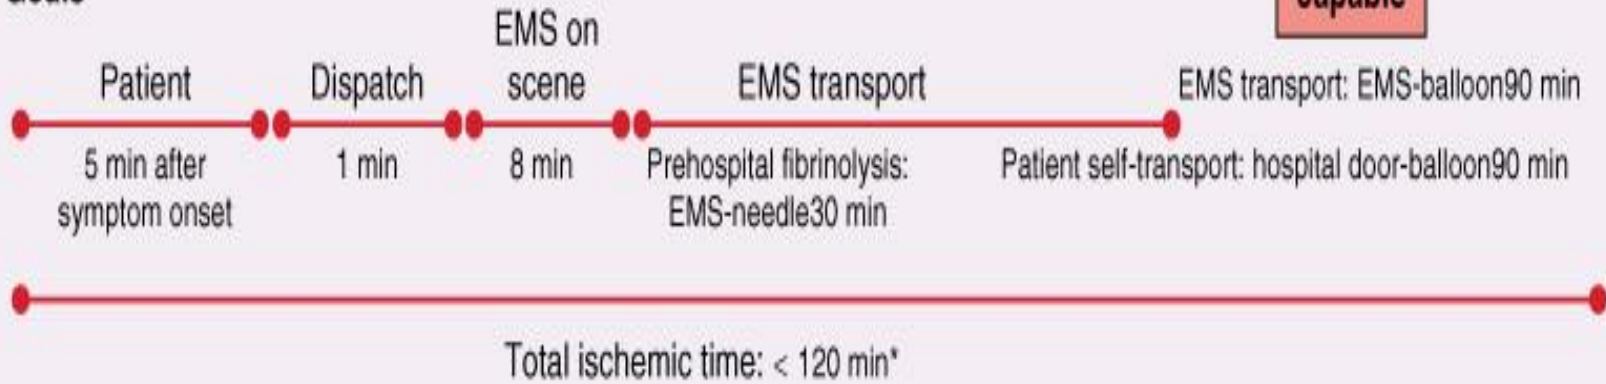 EMS on
Patient Dispatch scene EMS transport EMS transport: EMS-balloon90 min
5 min after 1 min 8 min Prehospital fibrinolysis: Patient self-transport: hospital door-balloon90 min
symptom onset EMS-needle30 min
Total ischemic time: < 120 min*